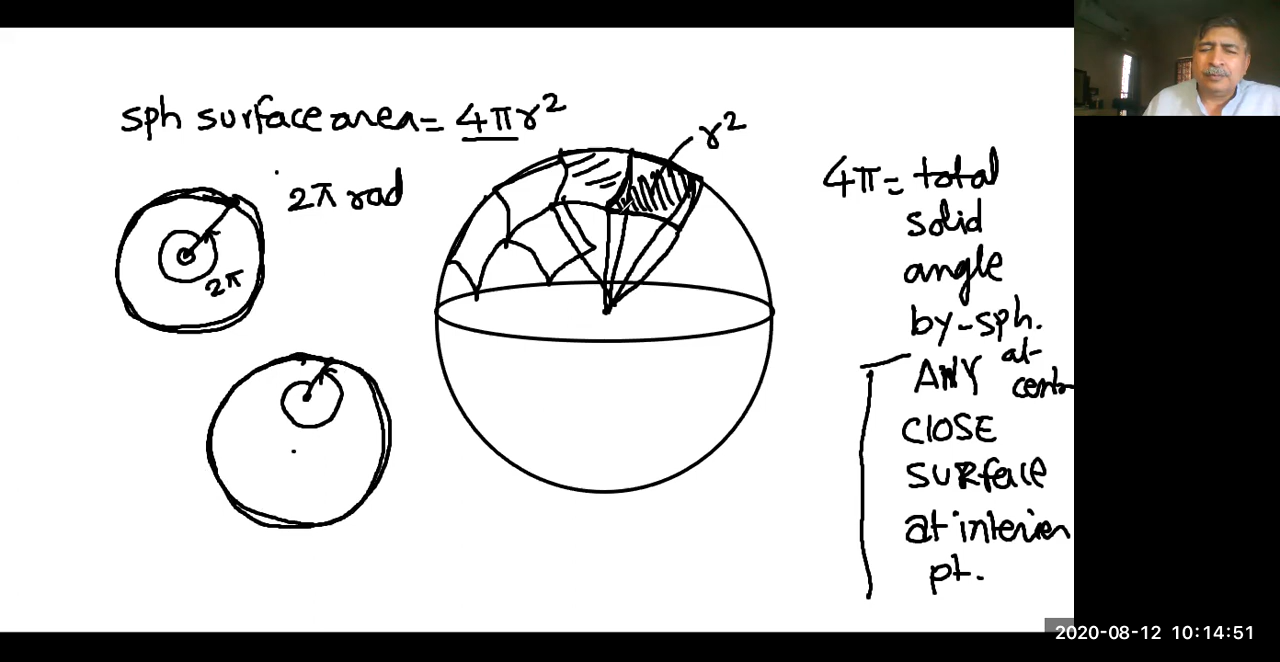 sph surface area = 4πr²
r²
2π rad
2π
4π = total
solid
angle
by-sph.
at
ANY
CLOSE
SURface
at interior
pt.
2020-08-12 10:14:51